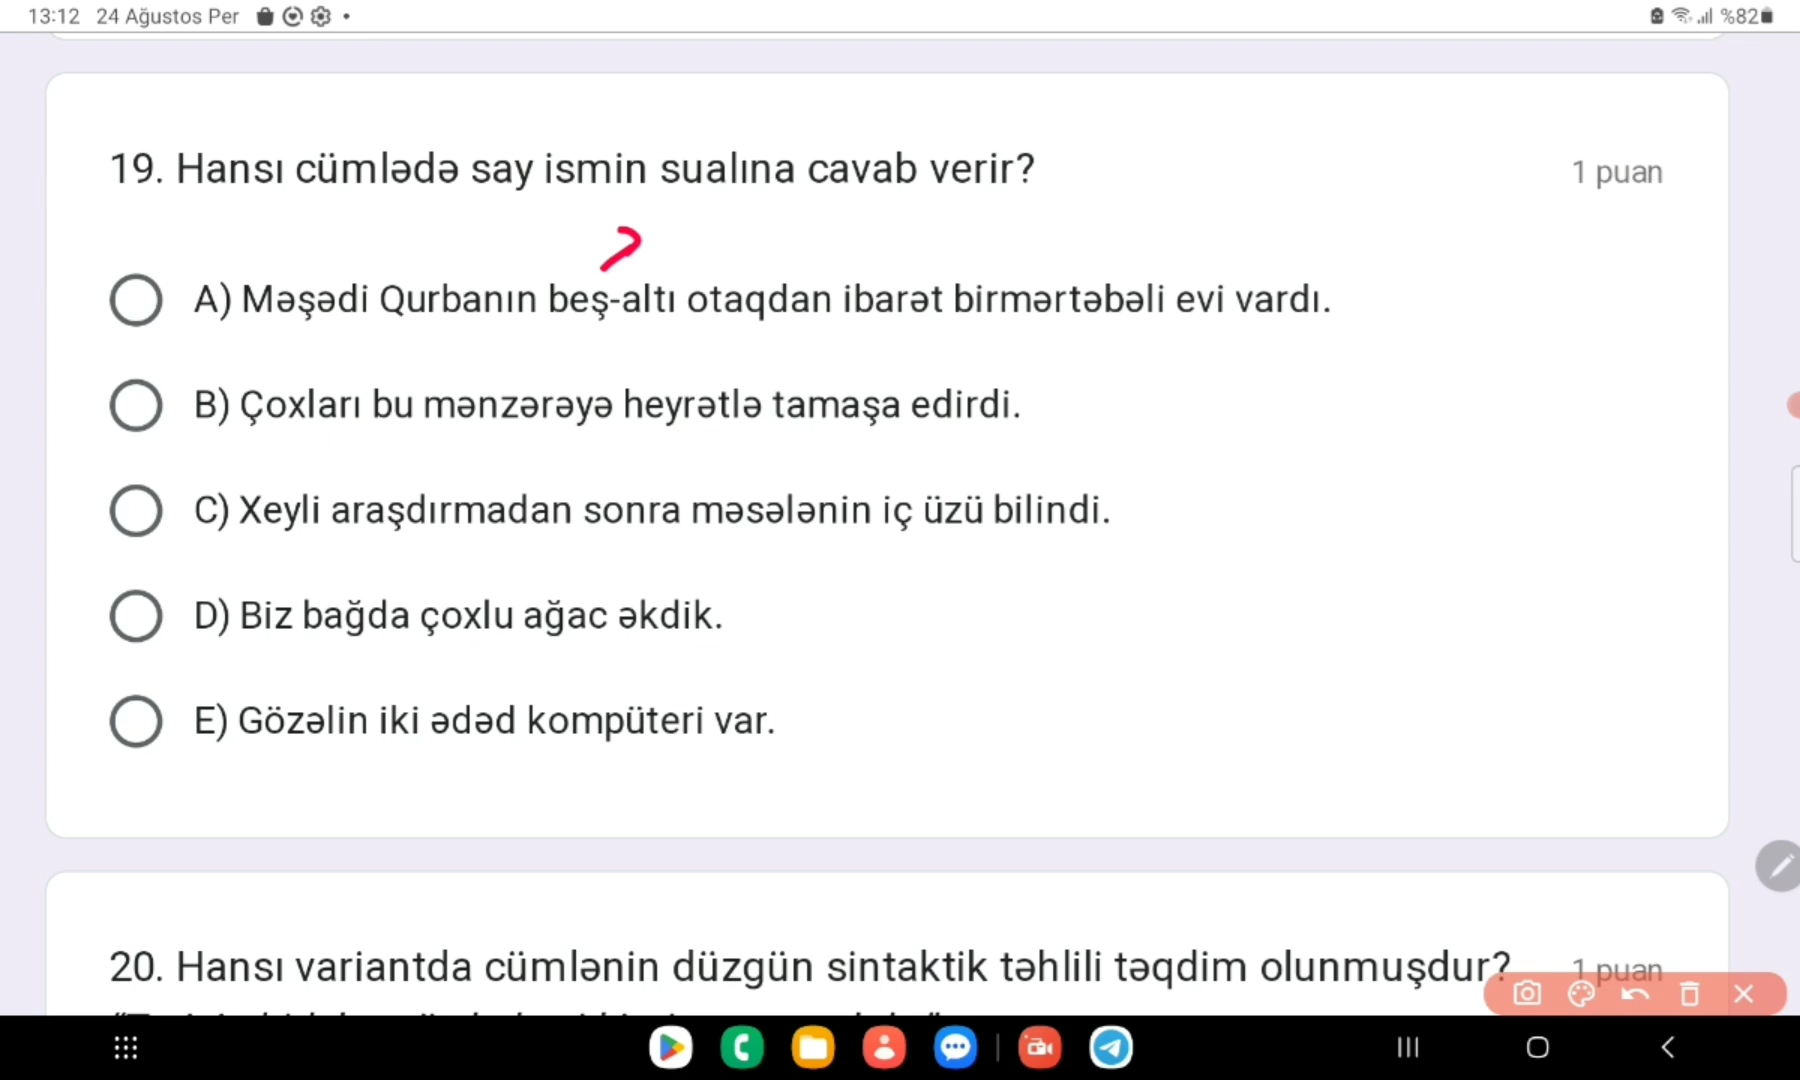 13:12 24 Ağustos Per
%82
19. Hansı cümlədə say ismin sualına cavab verir?
1 puan
A) Məşədi Qurbanın beş-altı otaqdan ibarət birmərtəbəli evi vardı.
B) Çoxları bu mənzərəyə heyrətlə tamaşa edirdi.
C) Xeyli araşdırmadan sonra məsələnin iç üzü bilindi.
D) Biz bağda çoxlu ağac əkdik.
E) Gözəlin iki ədəd kompüteri var.
20. Hansı variantda cümlənin düzgün sintaktik təhlili təqdim olunmuşdur?
1 puan